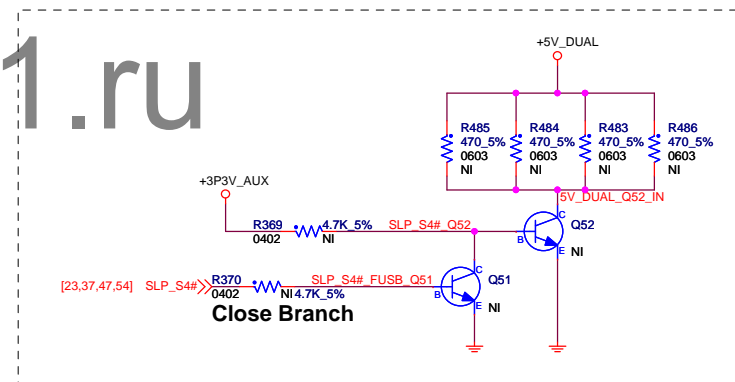 1.ru
+5V_DUAL
R485
470_5%
0603
NI
R484
470_5%
0603
NI
R483
470_5%
0603
NI
R486
470_5%
0603
NI
+3P3V_AUX
5V_DUAL_Q52_IN
R369
0402
4.7K_5%
NI
SLP_S4#_Q52
B
C
E
Q52
NI
[23,37,47,54]
SLP_S4#
R370
0402
NI
4.7K_5%
SLP_S4#_FUSB_Q51
B
C
E
Q51
NI
Close Branch